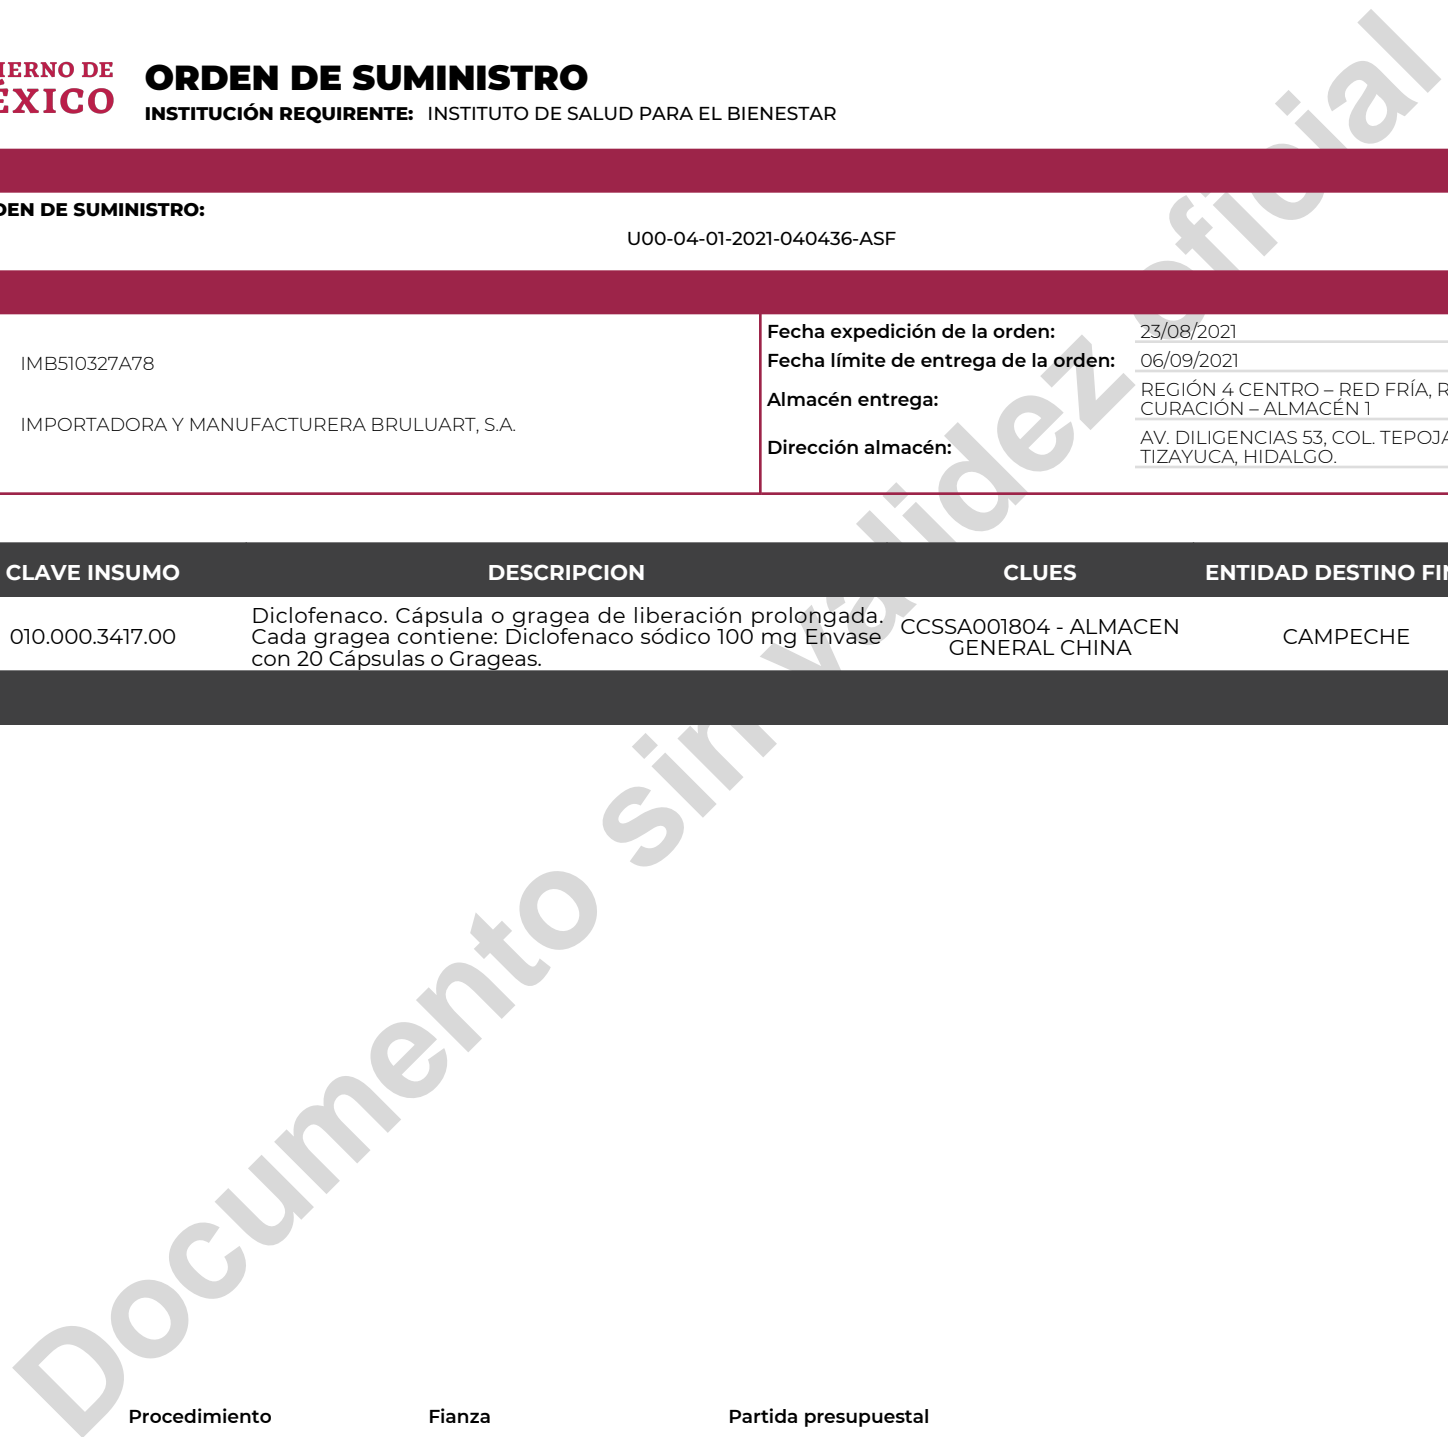 IERNO DE
ÉXICO
ORDEN DE SUMINISTRO
INSTITUCIÓN REQUIRENTE: INSTITUTO DE SALUD PARA EL BIENESTAR
DEN DE SUMINISTRO:
U00-04-01-2021-040436-ASF
IMB510327A78
IMPORTADORA Y MANUFACTURERA BRULUART, S.A.
Fecha expedición de la orden: 23/08/2021
Fecha límite de entrega de la orden: 06/09/2021
Almacén entrega: REGIÓN 4 CENTRO – RED FRÍA, R
CURACIÓN – ALMACÉN 1
Dirección almacén: AV. DILIGENCIAS 53, COL. TEPOJA
TIZAYUCA, HIDALGO.
CLAVE INSUMO DESCRIPCION CLUES ENTIDAD DESTINO FIN
010.000.3417.00
Diclofenaco. Cápsula o gragea de liberación prolongada.
Cada gragea contiene: Diclofenaco sódico 100 mg Envase
con 20 Cápsulas o Grageas.
CCSSA001804 - ALMACEN
GENERAL CHINA
CAMPECHE
Documento sin validez oficial
Procedimiento Fianza Partida presupuestal